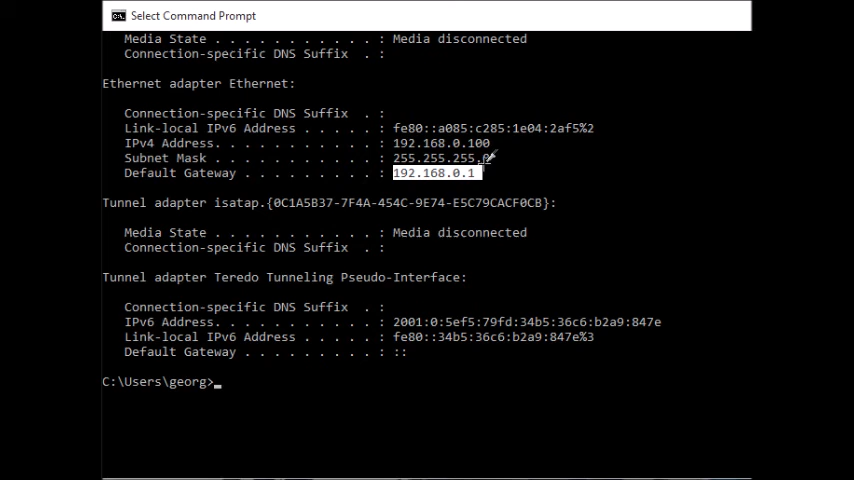 Select Command Prompt
Media State . . . . . . . . . . . : Media disconnected
Connection-specific DNS Suffix  . :
Ethernet adapter Ethernet:
Connection-specific DNS Suffix  . :
Link-local IPv6 Address . . . . . : fe80::a085:c285:1e04:2af5%2
IPv4 Address. . . . . . . . . . . : 192.168.0.100
Subnet Mask . . . . . . . . . . . : 255.255.255.0
Default Gateway . . . . . . . . . : 192.168.0.1
Tunnel adapter isatap.{0C1A5B37-7F4A-454C-9E74-E5C79CACF0CB}:
Media State . . . . . . . . . . . : Media disconnected
Connection-specific DNS Suffix  . :
Tunnel adapter Teredo Tunneling Pseudo-Interface:
Connection-specific DNS Suffix  . :
IPv6 Address. . . . . . . . . . . : 2001:0:5ef5:79fd:34b5:36c6:b2a9:847e
Link-local IPv6 Address . . . . . : fe80::34b5:36c6:b2a9:847e%3
Default Gateway . . . . . . . . . : ::
C:\Users\georg>